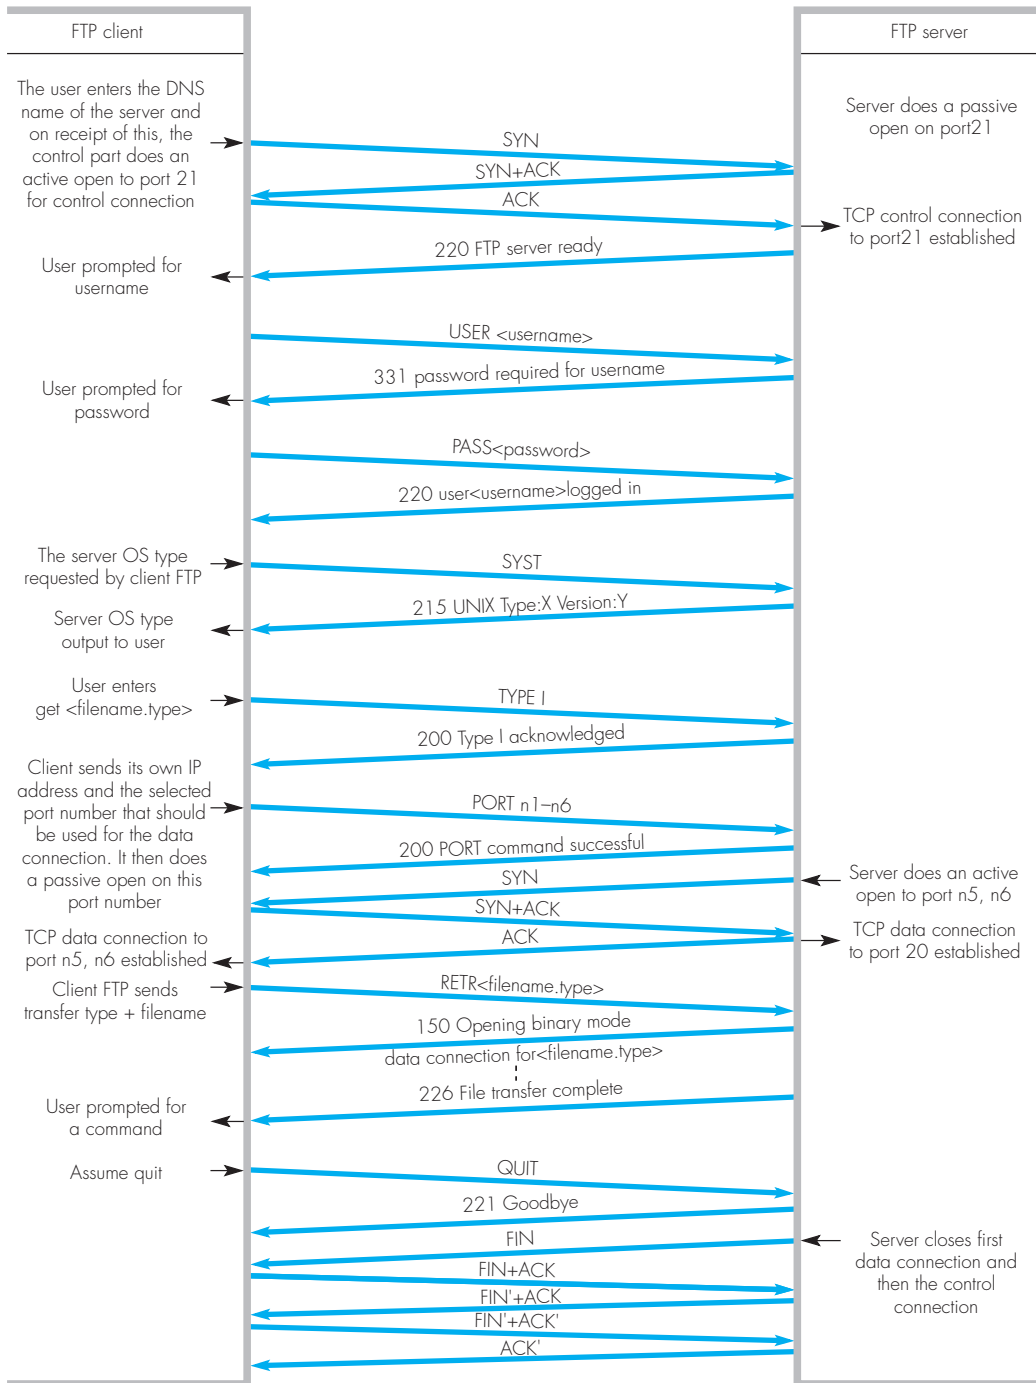 FTP client
FTP server
The user enters the DNS
name of the server and
on receipt of this, the
control part does an
active open to port 21
for control connection
Server does a passive
open on port21
SYN
SYN+ACK
ACK
TCP control connection
to port21 established
220 FTP server ready
User prompted for
username
USER <username>
331 password required for username
User prompted for
password
PASS<password>
220 user<username>logged in
The server OS type
requested by client FTP
SYST
215 UNIX Type:X Version:Y
Server OS type
output to user
User enters
get <filename.type>
TYPE I
200 Type I acknowledged
Client sends its own IP
address and the selected
port number that should
be used for the data
connection. It then does
a passive open on this
port number
PORT n1–n6
200 PORT command successful
SYN
Server does an active
open to port n5, n6
SYN+ACK
ACK
TCP data connection
to port 20 established
TCP data connection to
port n5, n6 established
Client FTP sends
transfer type + filename
RETR<filename.type>
150 Opening binary mode
data connection for<filename.type>
226 File transfer complete
User prompted for
a command
Assume quit
QUIT
221 Goodbye
FIN
Server closes first
data connection and
then the control
connection
FIN+ACK
FIN'+ACK
FIN'+ACK'
ACK'